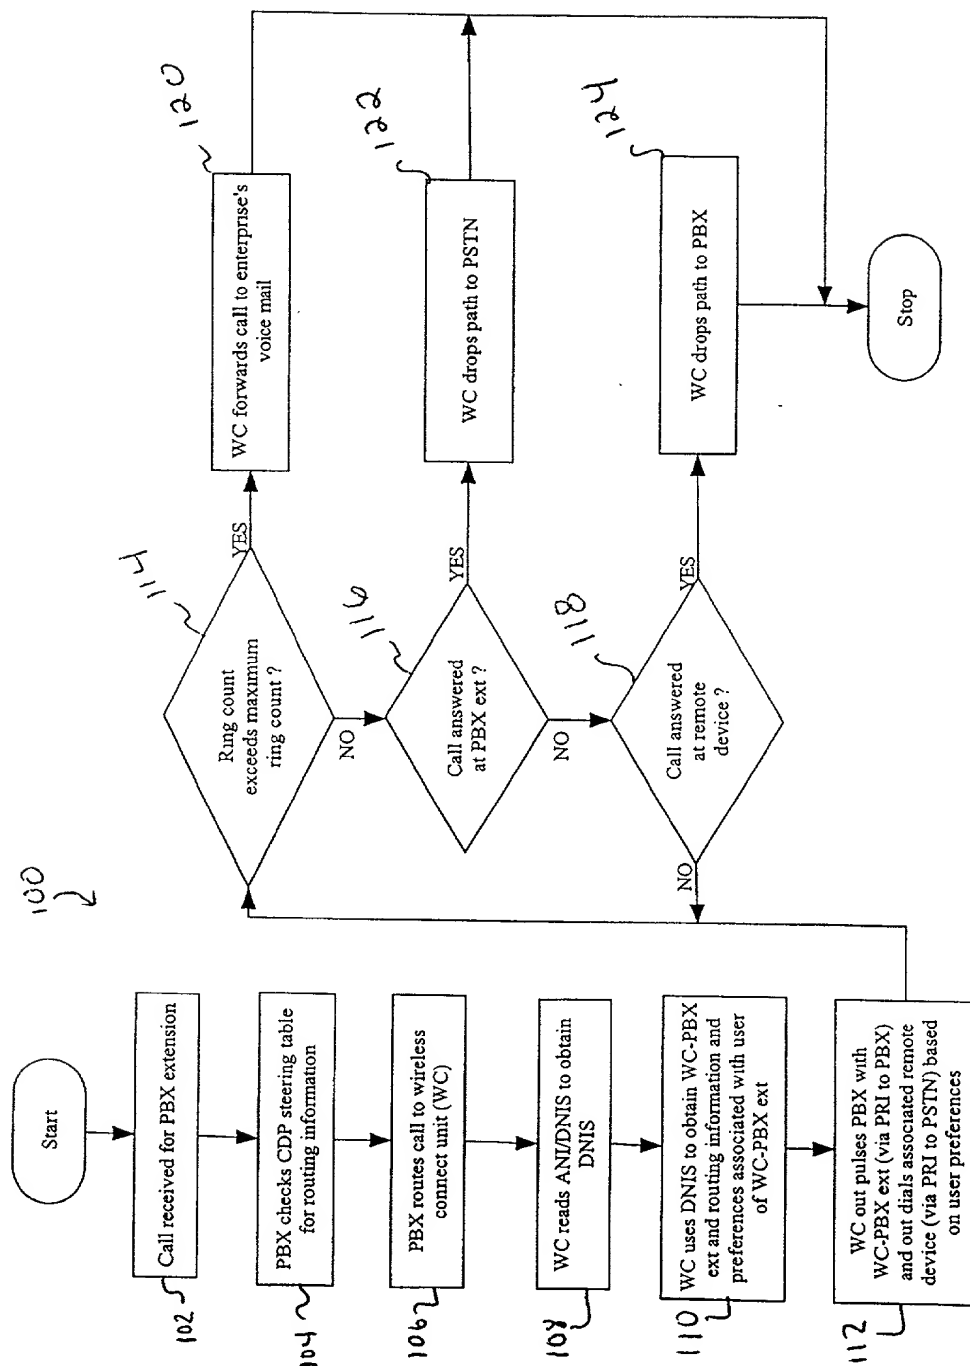 100
Start
102
Call received for PBX extension
104
PBX checks CDP steering table
for routing information
106
PBX routes call to wireless
connect unit (WC)
108
WC reads ANI/DNIS to obtain
DNIS
110
WC uses DNIS to obtain WC-PBX
ext and routing information and
preferences associated with user
of WC-PBX ext
112
WC out pulses PBX with
WC-PBX ext (via PRI to PBX)
and out dials associated remote
device (via PRI to PSTN) based
on user preferences
114
Ring count
exceeds maximum
ring count ?
YES
NO
120
WC forwards call to enterprise's
voice mail
116
Call answered
at PBX ext ?
YES
NO
122
WC drops path to PSTN
118
Call answered
at remote
device ?
YES
NO
124
WC drops path to PBX
Stop